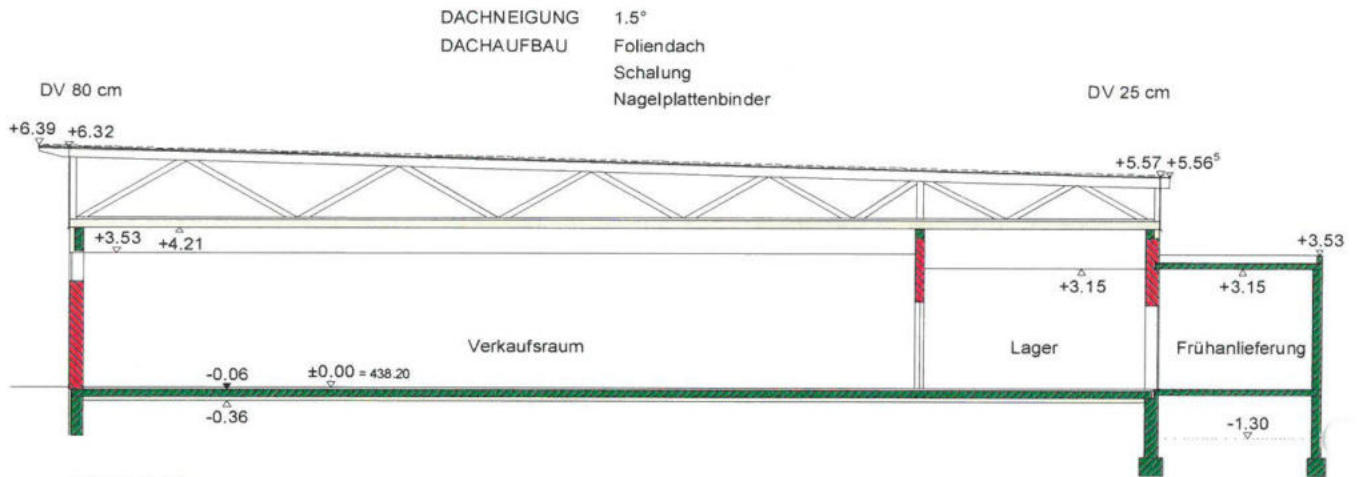 DACHNEIGUNG 1.5°
DACHAUFBAU Foliendach
Schalung
Nagelplattenbinder
DV 80 cm
DV 25 cm
+6.39 +6.32
+5.57 +5.56⁵
+3.53
+4.21
+3.53
+3.15
+3.15
Verkaufsraum
Lager
Frühanlieferung
-0.06
±0.00 = 438.20
-0.36
-1.30